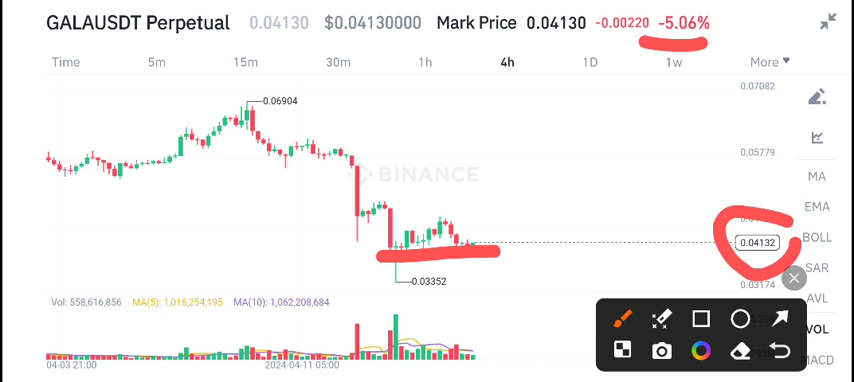 GALAUSDT Perpetual 0.04130 $0.04130000 Mark Price 0.04130 -0.00220 -5.06%
Time 5m 15m 30m 1h 4h 1D 1w More
0.07082
0.06904
0.05779
BINANCE
MA
EMA
BOLL
0.04132
SAR
0.03352
0.03174
AVL
Vol: 558,616,856 MA(5): 1,016,254,195 MA(10): 1,062,208,684
VOL
MACD
04-03 21:00 2024-04-11 05:00